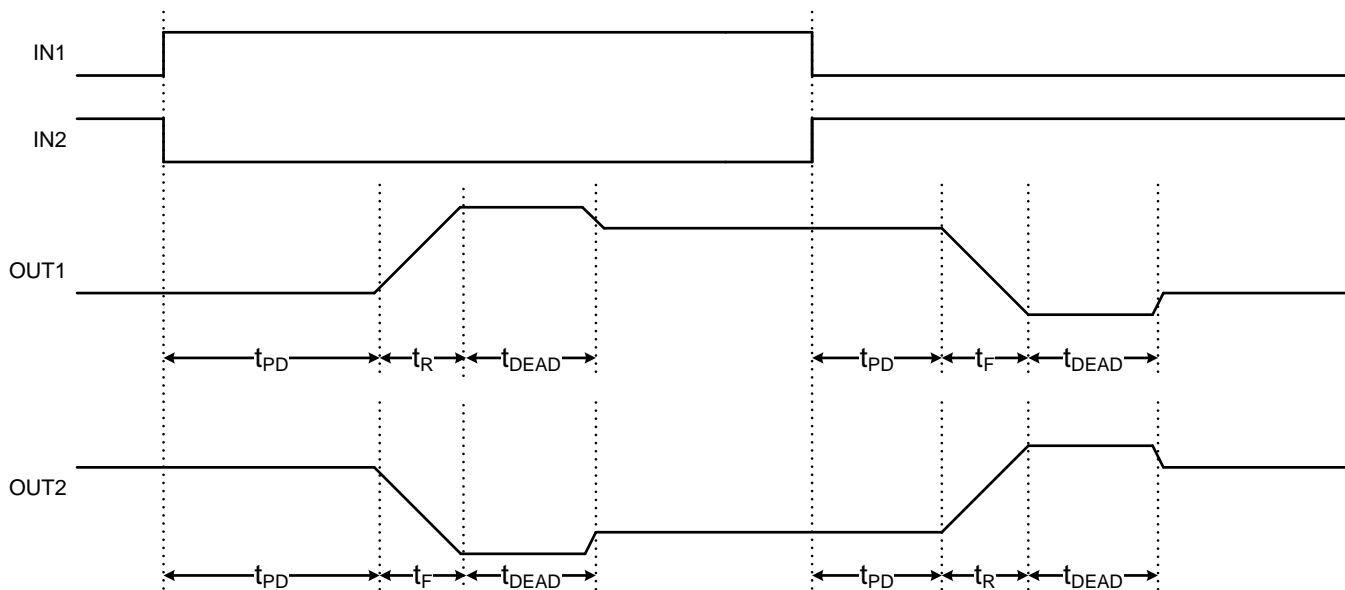 IN1
IN2
OUT1
tPD tR tDEAD tPD tF tDEAD
OUT2
tPD tF tDEAD tPD tR tDEAD